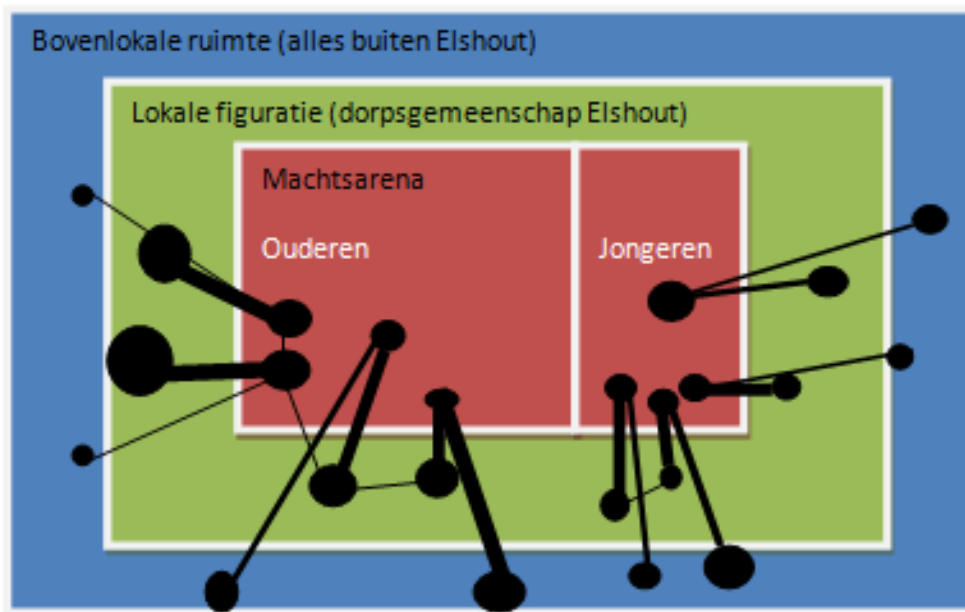 Bovenlokale ruimte (alles buiten Elshout)
Lokale figuratie (dorpsgemeenschap Elshout)
Machtsarena
Ouderen
Jongeren